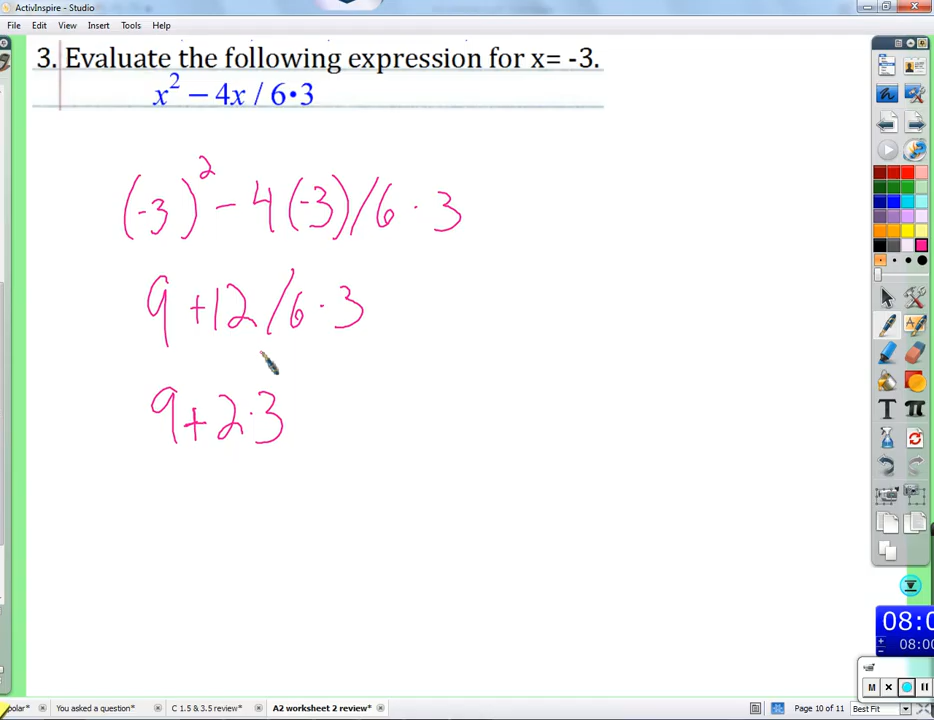 ActivInspire - Studio
File Edit View Insert Tools Help
3. Evaluate the following expression for x= -3.
x² – 4x / 6•3
(-3)² - 4(-3)/6 · 3
9 +12/6 · 3
9+2·3
08:0
08:00
M
polar* You asked a question* C 1.5 & 3.5 review* A2 worksheet 2 review* Page 10 of 11 Best Fit